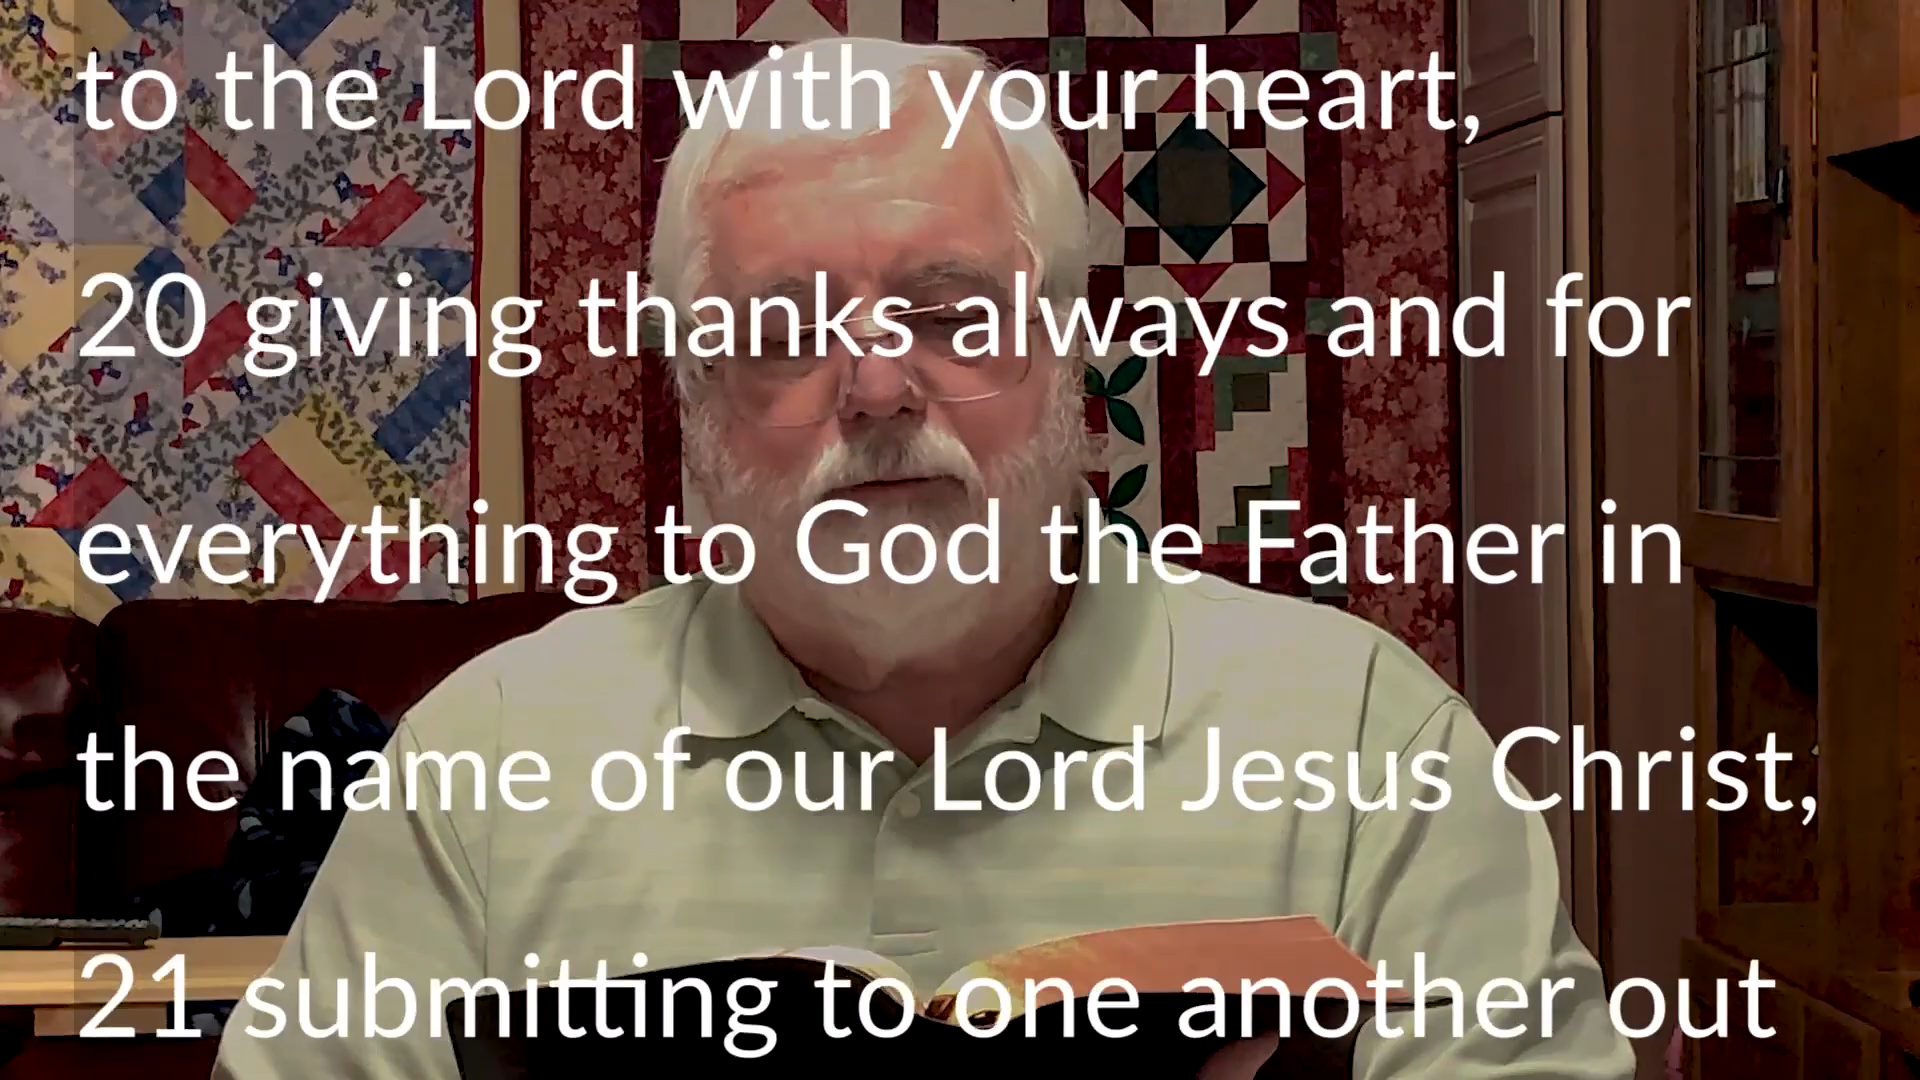 to the Lord with your heart,
20 giving thanks always and for
everything to God the Father in
the name of our Lord Jesus Christ,
21 submitting to one another out